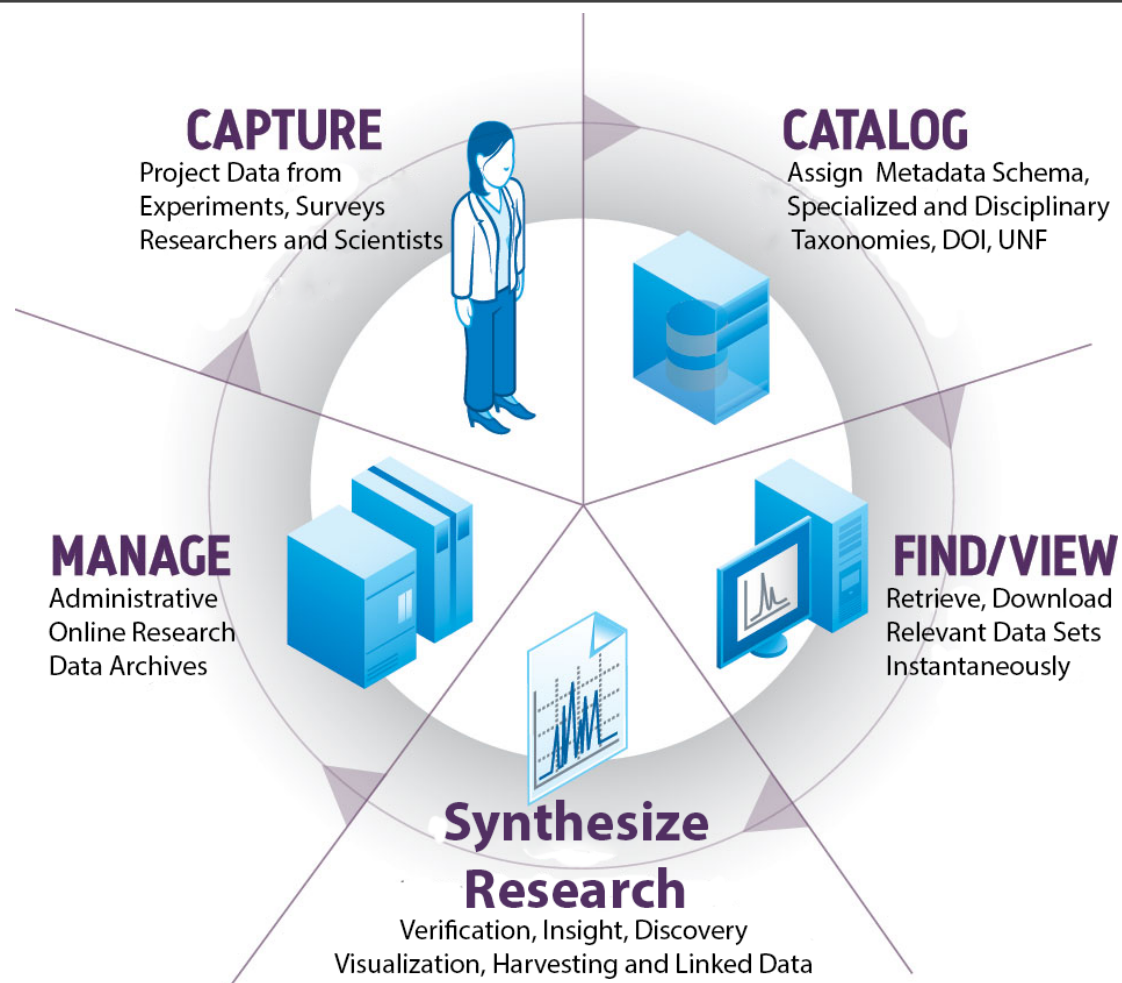 CAPTURE
Project Data from
Experiments, Surveys
Researchers and Scientists
CATALOG
Assign Metadata Schema,
Specialized and Disciplinary
Taxonomies, DOI, UNF
FIND/VIEW
Retrieve, Download
Relevant Data Sets
Instantaneously
Synthesize
Research
Verification, Insight, Discovery
Visualization, Harvesting and Linked Data
MANAGE
Administrative
Online Research
Data Archives